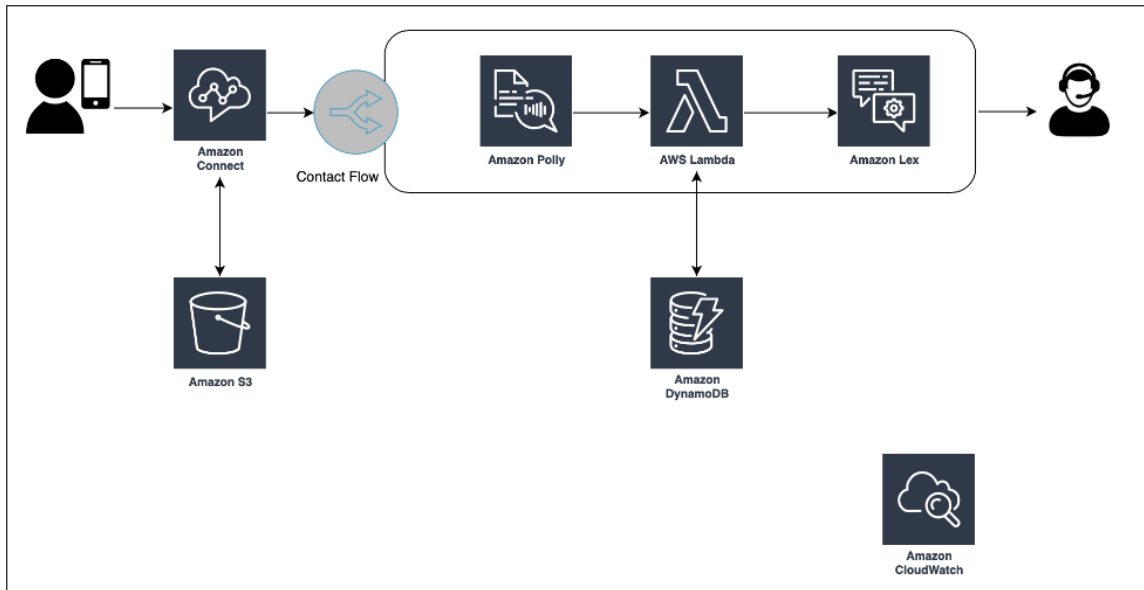 Amazon
Connect
Contact Flow
Amazon Polly
AWS Lambda
Amazon Lex
Amazon S3
Amazon
DynamoDB
Amazon
CloudWatch